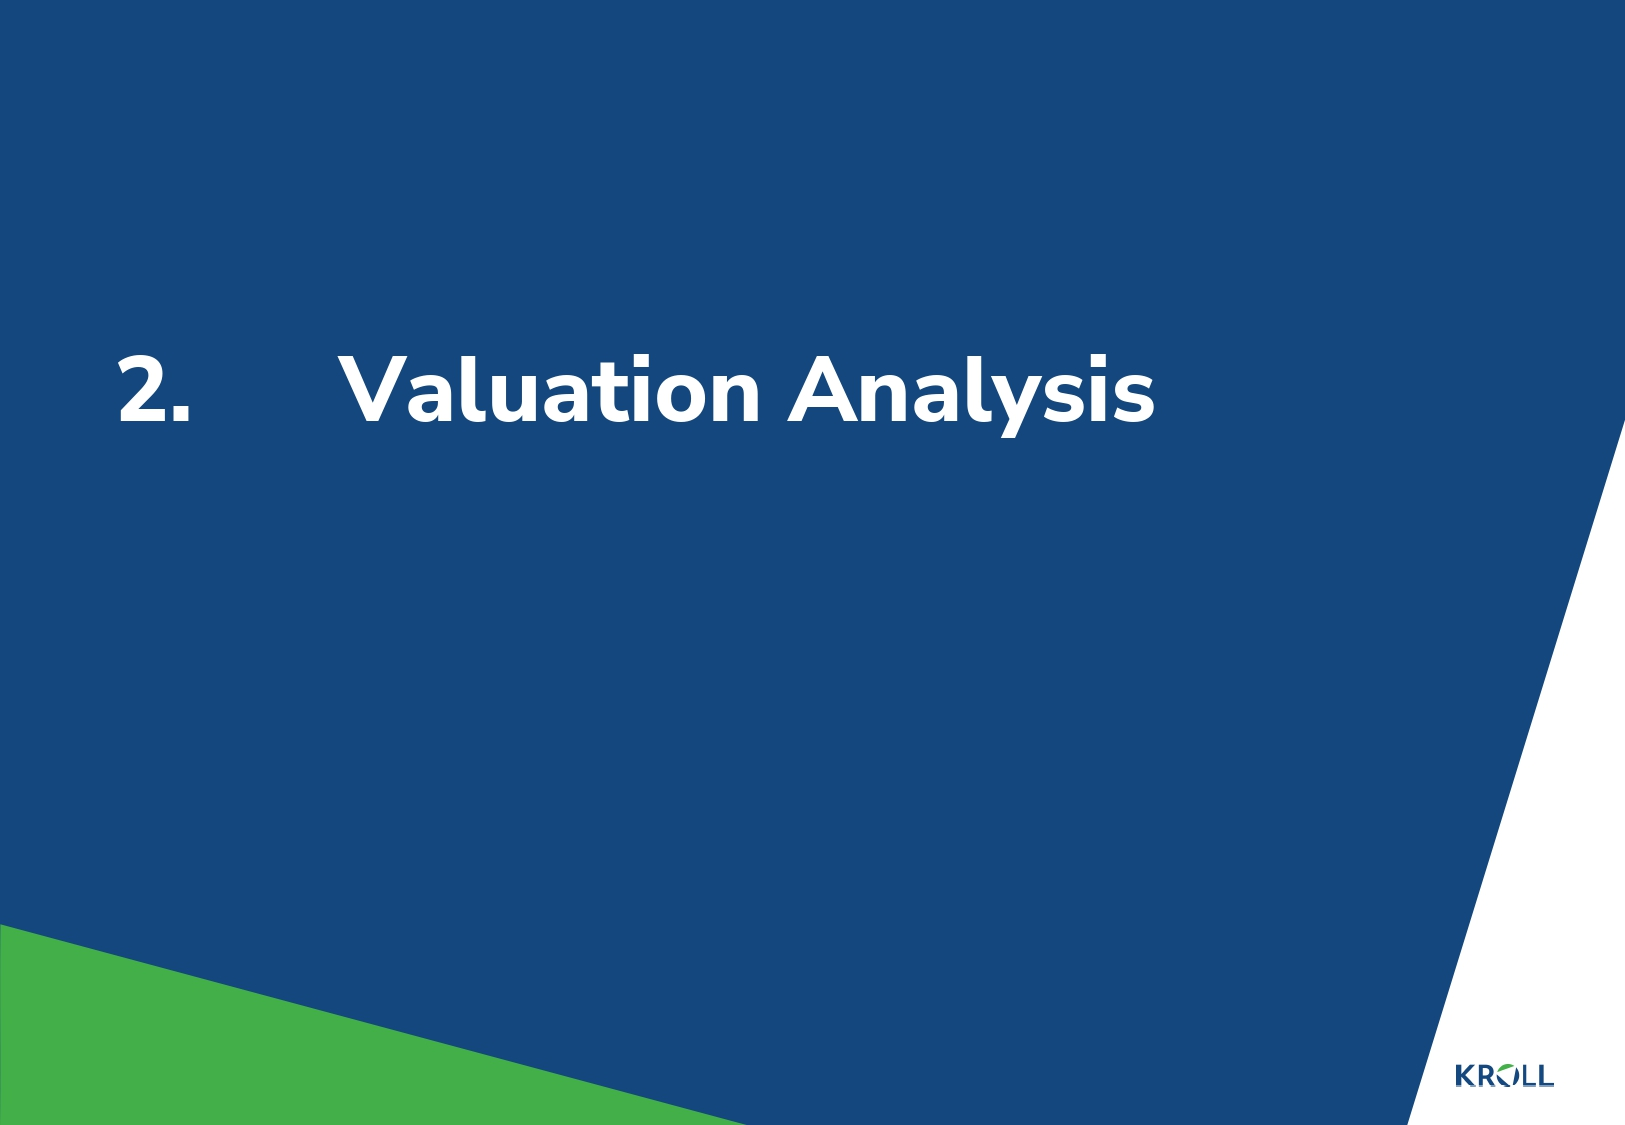 2. Valuation Analysis
KROLL